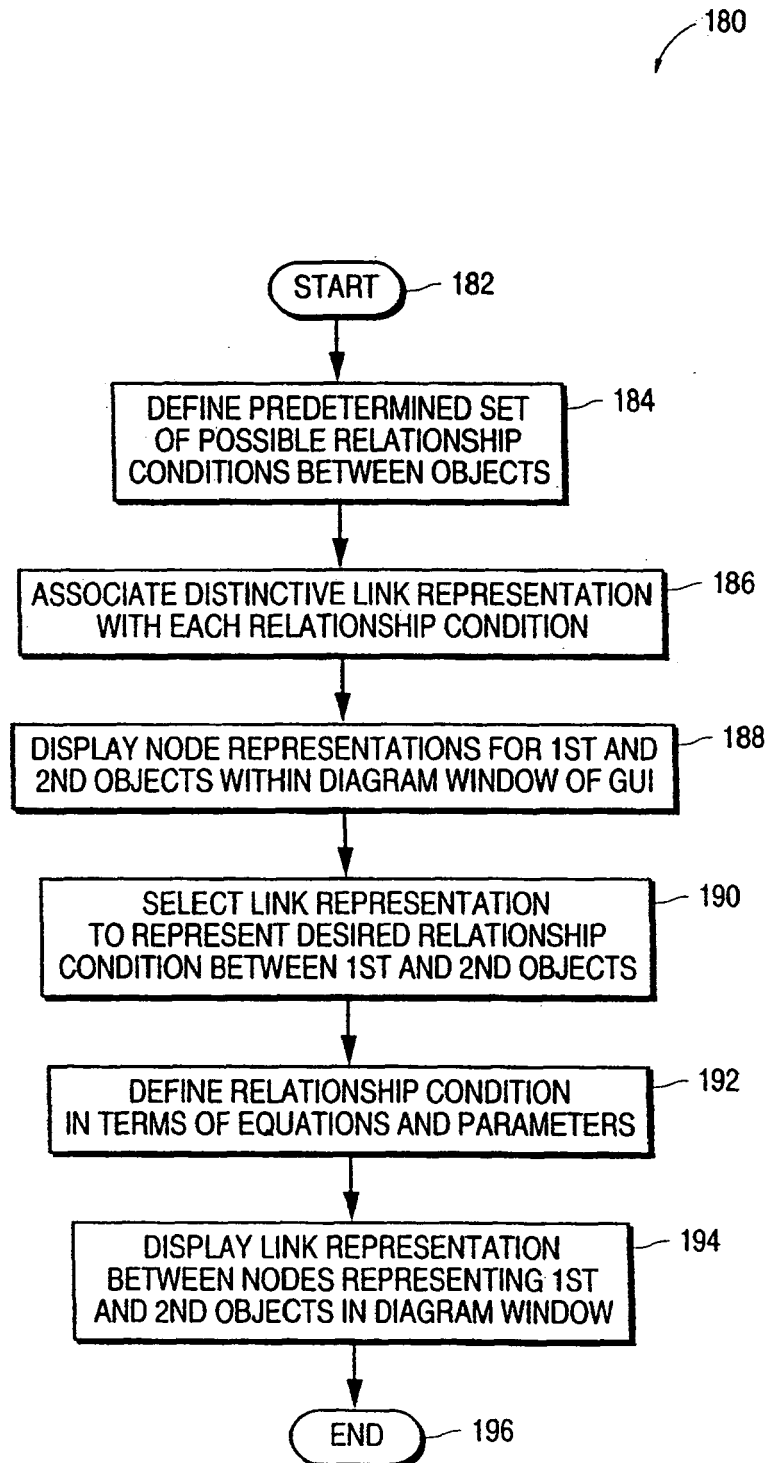 180
START
182
DEFINE PREDETERMINED SET
OF POSSIBLE RELATIONSHIP
CONDITIONS BETWEEN OBJECTS
184
ASSOCIATE DISTINCTIVE LINK REPRESENTATION
WITH EACH RELATIONSHIP CONDITION
186
DISPLAY NODE REPRESENTATIONS FOR 1ST AND
2ND OBJECTS WITHIN DIAGRAM WINDOW OF GUI
188
SELECT LINK REPRESENTATION
TO REPRESENT DESIRED RELATIONSHIP
CONDITION BETWEEN 1ST AND 2ND OBJECTS
190
DEFINE RELATIONSHIP CONDITION
IN TERMS OF EQUATIONS AND PARAMETERS
192
DISPLAY LINK REPRESENTATION
BETWEEN NODES REPRESENTING 1ST
AND 2ND OBJECTS IN DIAGRAM WINDOW
194
END
196